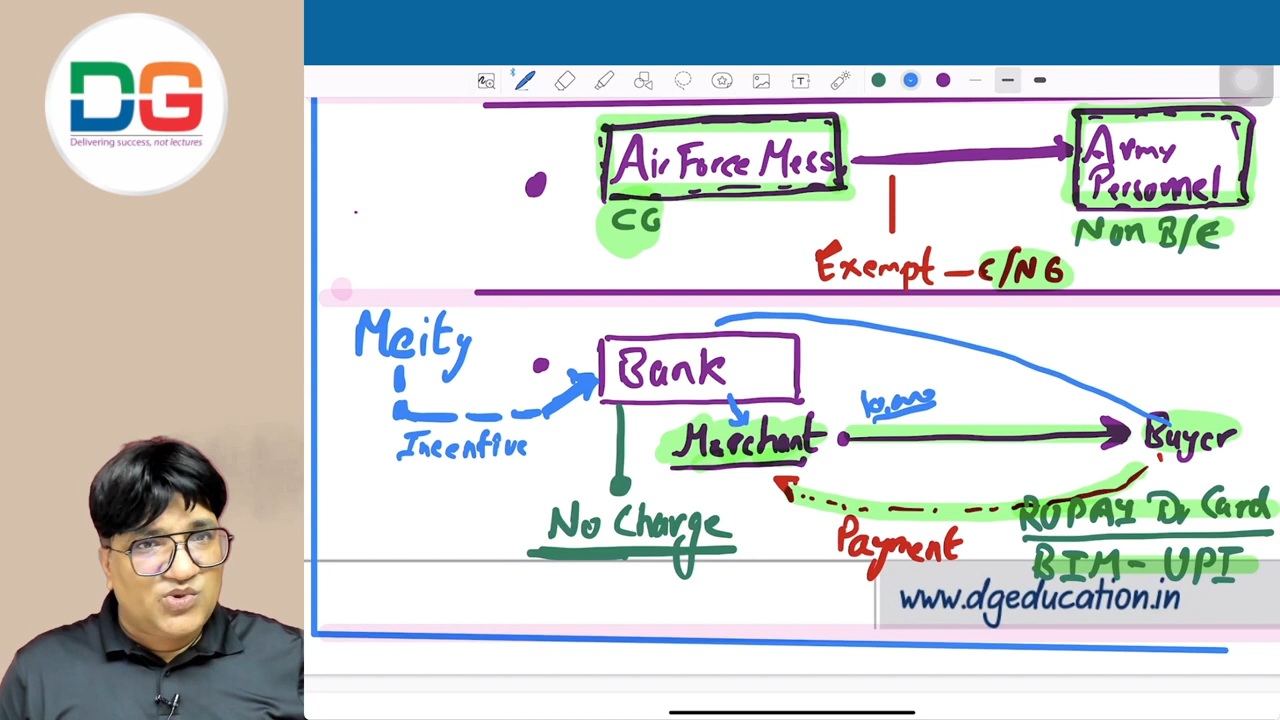 DG
Delivering success, not lectures
T
Air Force Mess
Army
Personnel
CG
Non B/E
Exempt - E/NG
Meity
Bank
Incentive
Merchant
Buyer
No Charge
Payment
RUPAY Dr Card
BIM - UPI
www.dgeducation.in